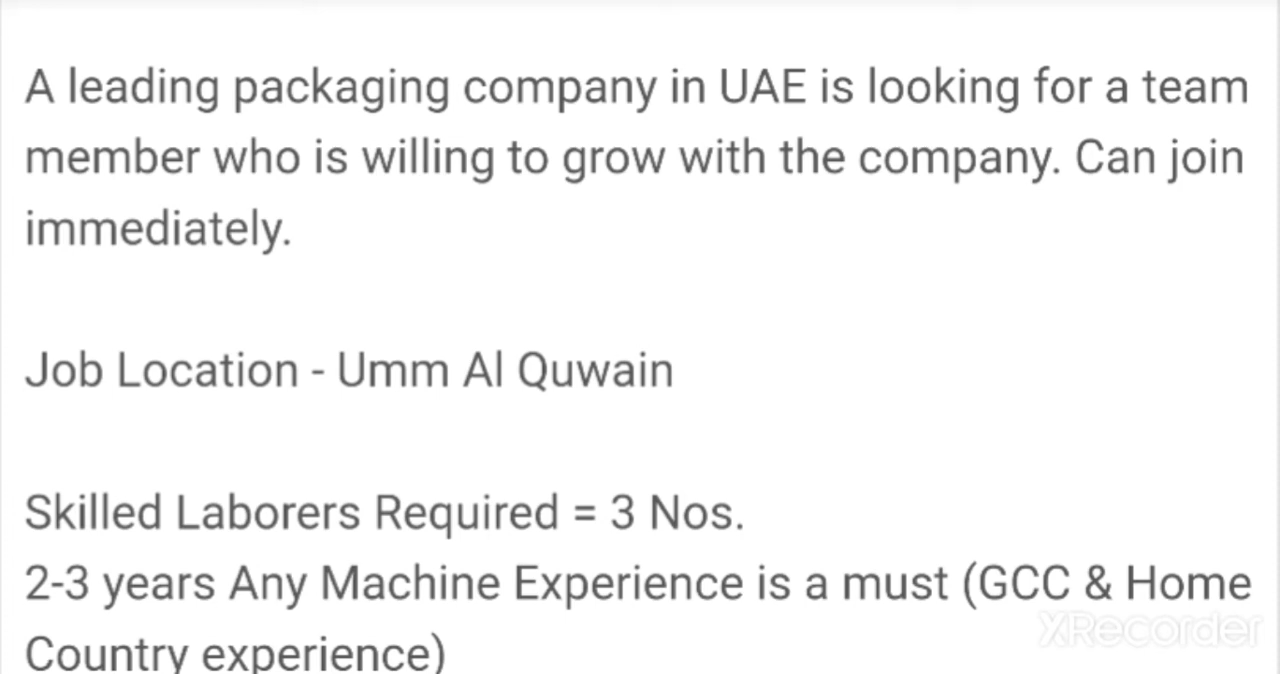 A leading packaging company in UAE is looking for a team
member who is willing to grow with the company. Can join
immediately.
Job Location - Umm Al Quwain
Skilled Laborers Required = 3 Nos.
2-3 years Any Machine Experience is a must (GCC & Home
Country experience)
XRecorder